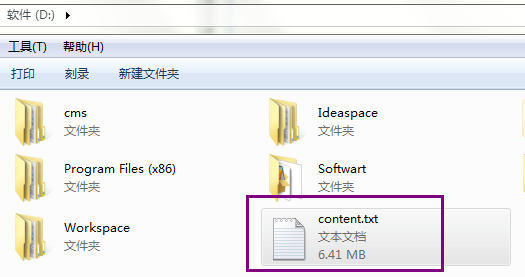 软件 (D:)
工具(T) 帮助(H)
打印 刻录 新建文件夹
cms
文件夹
Ideaspace
文件夹
Program Files (x86)
文件夹
Softwart
文件夹
Workspace
文件夹
content.txt
文本文档
6.41 MB